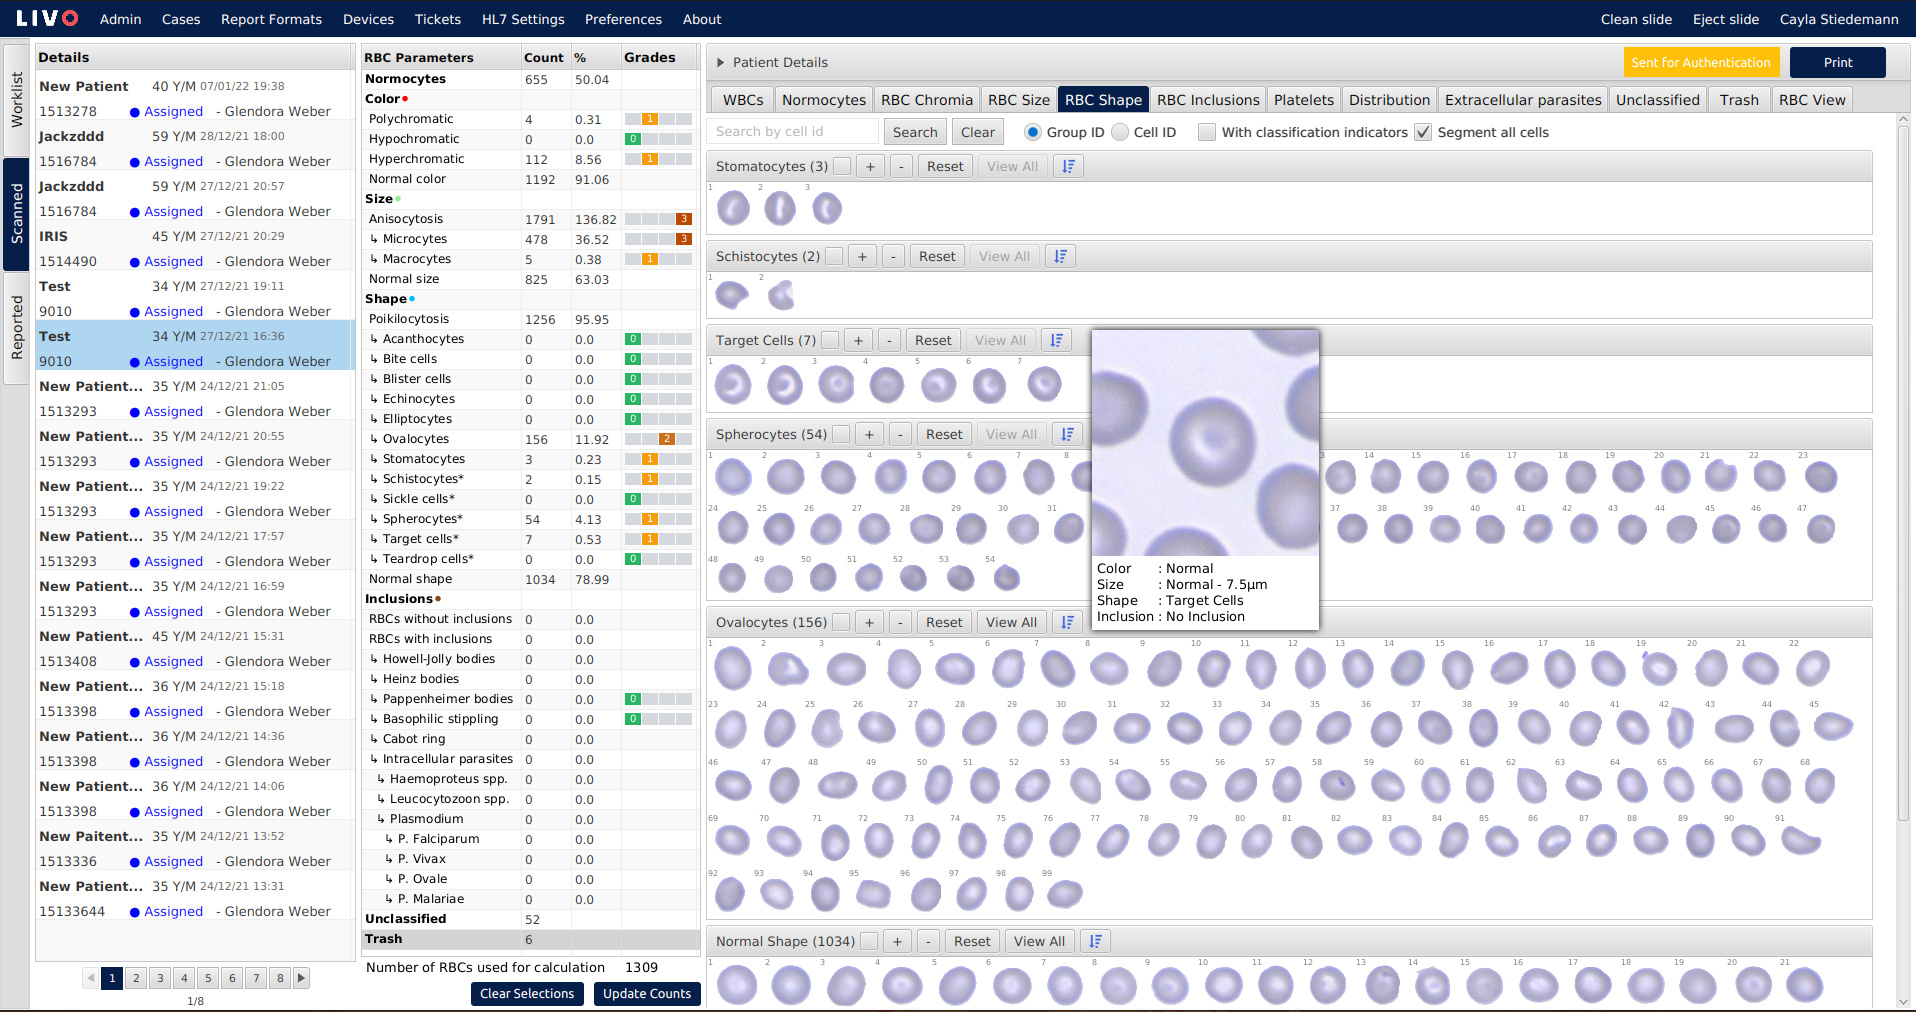 LIVO Admin Cases Report Formats Devices Tickets HL7 Settings Preferences About Clean slide Eject slide Cayla Stiedemann
Worklist
Scanned
Reported
Details
New Patient 40 Y/M 07/01/22 19:38
1513278 Assigned - Glendora Weber
Jackzddd 59 Y/M 28/12/21 18:00
1516784 Assigned - Glendora Weber
Jackzddd 59 Y/M 27/12/21 20:57
1516784 Assigned - Glendora Weber
IRIS 45 Y/M 27/12/21 20:29
1514490 Assigned - Glendora Weber
Test 34 Y/M 27/12/21 19:11
9010 Assigned - Glendora Weber
Test 34 Y/M 27/12/21 16:36
9010 Assigned - Glendora Weber
New Patient... 35 Y/M 24/12/21 21:05
1513293 Assigned - Glendora Weber
New Patient... 35 Y/M 24/12/21 20:55
1513293 Assigned - Glendora Weber
New Patient... 35 Y/M 24/12/21 19:22
1513293 Assigned - Glendora Weber
New Patient... 35 Y/M 24/12/21 17:57
1513293 Assigned - Glendora Weber
New Patient... 35 Y/M 24/12/21 16:59
1513293 Assigned - Glendora Weber
New Patient... 45 Y/M 24/12/21 15:31
1513408 Assigned - Glendora Weber
New Patient... 36 Y/M 24/12/21 15:18
1513398 Assigned - Glendora Weber
New Patient... 36 Y/M 24/12/21 14:36
1513398 Assigned - Glendora Weber
New Patient... 36 Y/M 24/12/21 14:06
1513398 Assigned - Glendora Weber
New Paitent... 35 Y/M 24/12/21 13:52
1513336 Assigned - Glendora Weber
New Patient... 35 Y/M 24/12/21 13:31
15133644 Assigned - Glendora Weber
1 2 3 4 5 6 7 8
1/8
RBC Parameters Count % Grades
Normocytes 655 50.04
Color
Polychromatic 4 0.31 1
Hypochromatic 0 0.0 0
Hyperchromatic 112 8.56 1
Normal color 1192 91.06
Size
Anisocytosis 1791 136.82 3
↳ Microcytes 478 36.52 3
↳ Macrocytes 5 0.38 1
Normal size 825 63.03
Shape
Poikilocytosis 1256 95.95
↳ Acanthocytes 0 0.0 0
↳ Bite cells 0 0.0 0
↳ Blister cells 0 0.0 0
↳ Echinocytes 0 0.0 0
↳ Elliptocytes 0 0.0 0
↳ Ovalocytes 156 11.92 2
↳ Stomatocytes 3 0.23 1
↳ Schistocytes* 2 0.15 1
↳ Sickle cells* 0 0.0 0
↳ Spherocytes* 54 4.13 1
↳ Target cells* 7 0.53 1
↳ Teardrop cells* 0 0.0 0
Normal shape 1034 78.99
Inclusions
RBCs without inclusions 0 0.0
RBCs with inclusions 0 0.0
↳ Howell-Jolly bodies 0 0.0
↳ Heinz bodies 0 0.0
↳ Pappenheimer bodies 0 0.0 0
↳ Basophilic stippling 0 0.0 0
↳ Cabot ring 0 0.0
↳ Intracellular parasites 0 0.0
↳ Haemoproteus spp. 0 0.0
↳ Leucocytozoon spp. 0 0.0
↳ Plasmodium 0 0.0
↳ P. Falciparum 0 0.0
↳ P. Vivax 0 0.0
↳ P. Ovale 0 0.0
↳ P. Malariae 0 0.0
Unclassified 52
Trash 6
Number of RBCs used for calculation 1309
Clear Selections Update Counts
Patient Details Sent for Authentication Print
WBCs Normocytes RBC Chromia RBC Size RBC Shape RBC Inclusions Platelets Distribution Extracellular parasites Unclassified Trash RBC View
Search by cell id Search Clear Group ID Cell ID With classification indicators Segment all cells
Stomatocytes (3) + - Reset View All
1 2 3
Schistocytes (2) + - Reset View All
1 2
Target Cells (7) + - Reset View All
1 2 3 4 5 6 7
Spherocytes (54) + - Reset View All
1 2 3 4 5 6 7 8 3 14 15 16 17 18 19 20 21 22 23
24 25 26 27 28 29 30 31 37 38 39 40 41 42 43 44 45 46 47
48 49 50 51 52 53 54
Color : Normal
Size : Normal - 7.5µm
Shape : Target Cells
Inclusion : No Inclusion
Ovalocytes (156) + - Reset View All
1 2 3 4 5 6 7 8 9 10 11 12 13 14 15 16 17 18 19 20 21 22
23 24 25 26 27 28 29 30 31 32 33 34 35 36 37 38 39 40 41 42 43 44 45
46 47 48 49 50 51 52 53 54 55 56 57 58 59 60 61 62 63 64 65 66 67 68
69 70 71 72 73 74 75 76 77 78 79 80 81 82 83 84 85 86 87 88 89 90 91
92 93 94 95 96 97 98 99
Normal Shape (1034) + - Reset View All
1 2 3 4 5 6 7 8 9 10 11 12 13 14 15 16 17 18 19 20 21